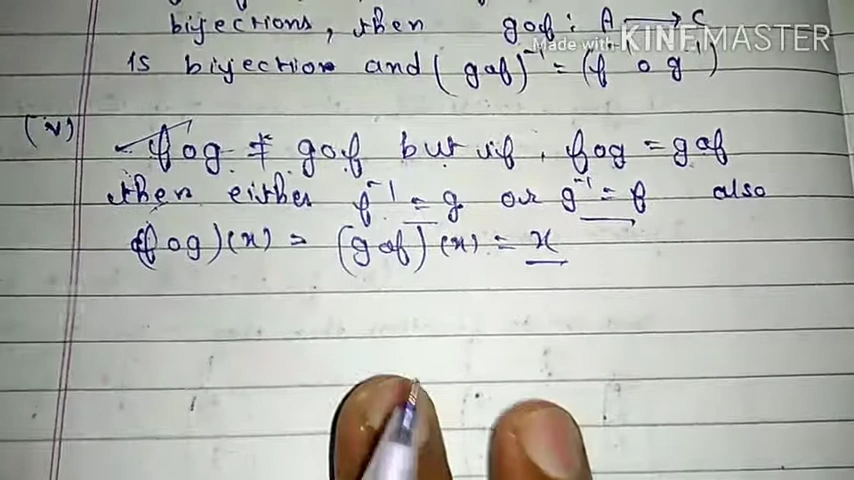 bijections, then gof : A → C
Made with KINEMASTER
is bijection and (gof)⁻¹ = (f⁻¹ o g⁻¹)
(v) fog ≠ gof but if, fog = gof
then either f⁻¹ = g or g⁻¹ = f also
(fog)(x) = (gof)(x) = x